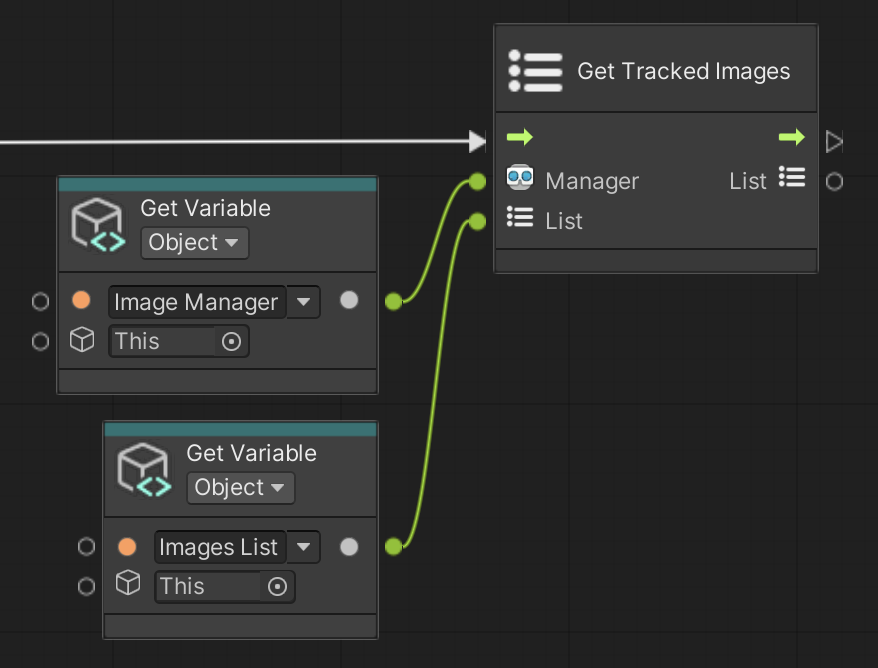 Get Tracked Images
Manager
List
List
Get Variable
Object
Image Manager
This
Get Variable
Object
Images List
This